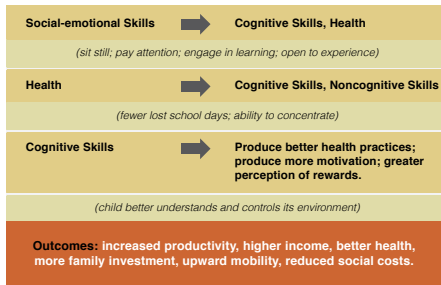 Social-emotional Skills Cognitive Skills, Health
(sit still; pay attention; engage in learning; open to experience)
Health Cognitive Skills, Noncognitive Skills
(fewer lost school days; ability to concentrate)
Cognitive Skills Produce better health practices;
produce more motivation; greater
perception of rewards.
(child better understands and controls its environment)
Outcomes: increased productivity, higher income, better health,
more family investment, upward mobility, reduced social costs.